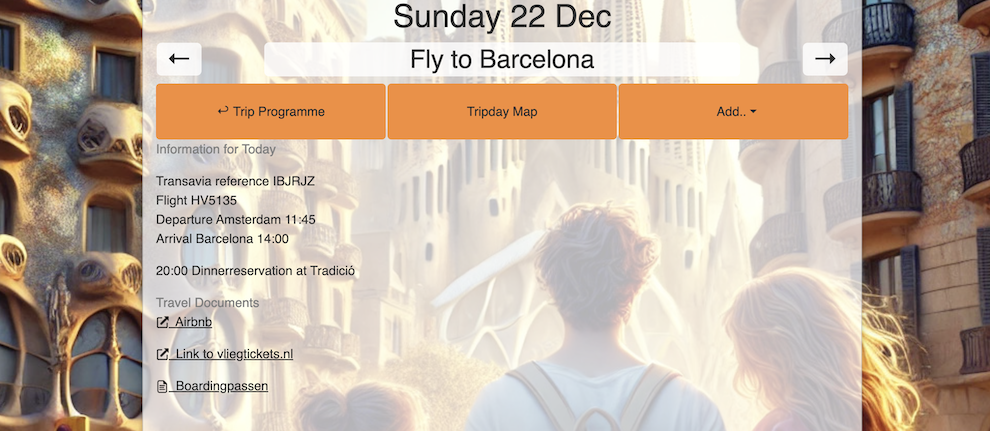 Sunday 22 Dec
← Fly to Barcelona →
↩ Trip Programme
Tripday Map
Add..
Information for Today
Transavia reference IBJRJZ
Flight HV5135
Departure Amsterdam 11:45
Arrival Barcelona 14:00
20:00 Dinnerreservation at Tradició
Travel Documents
Airbnb
Link to vliegtickets.nl
Boardingpassen